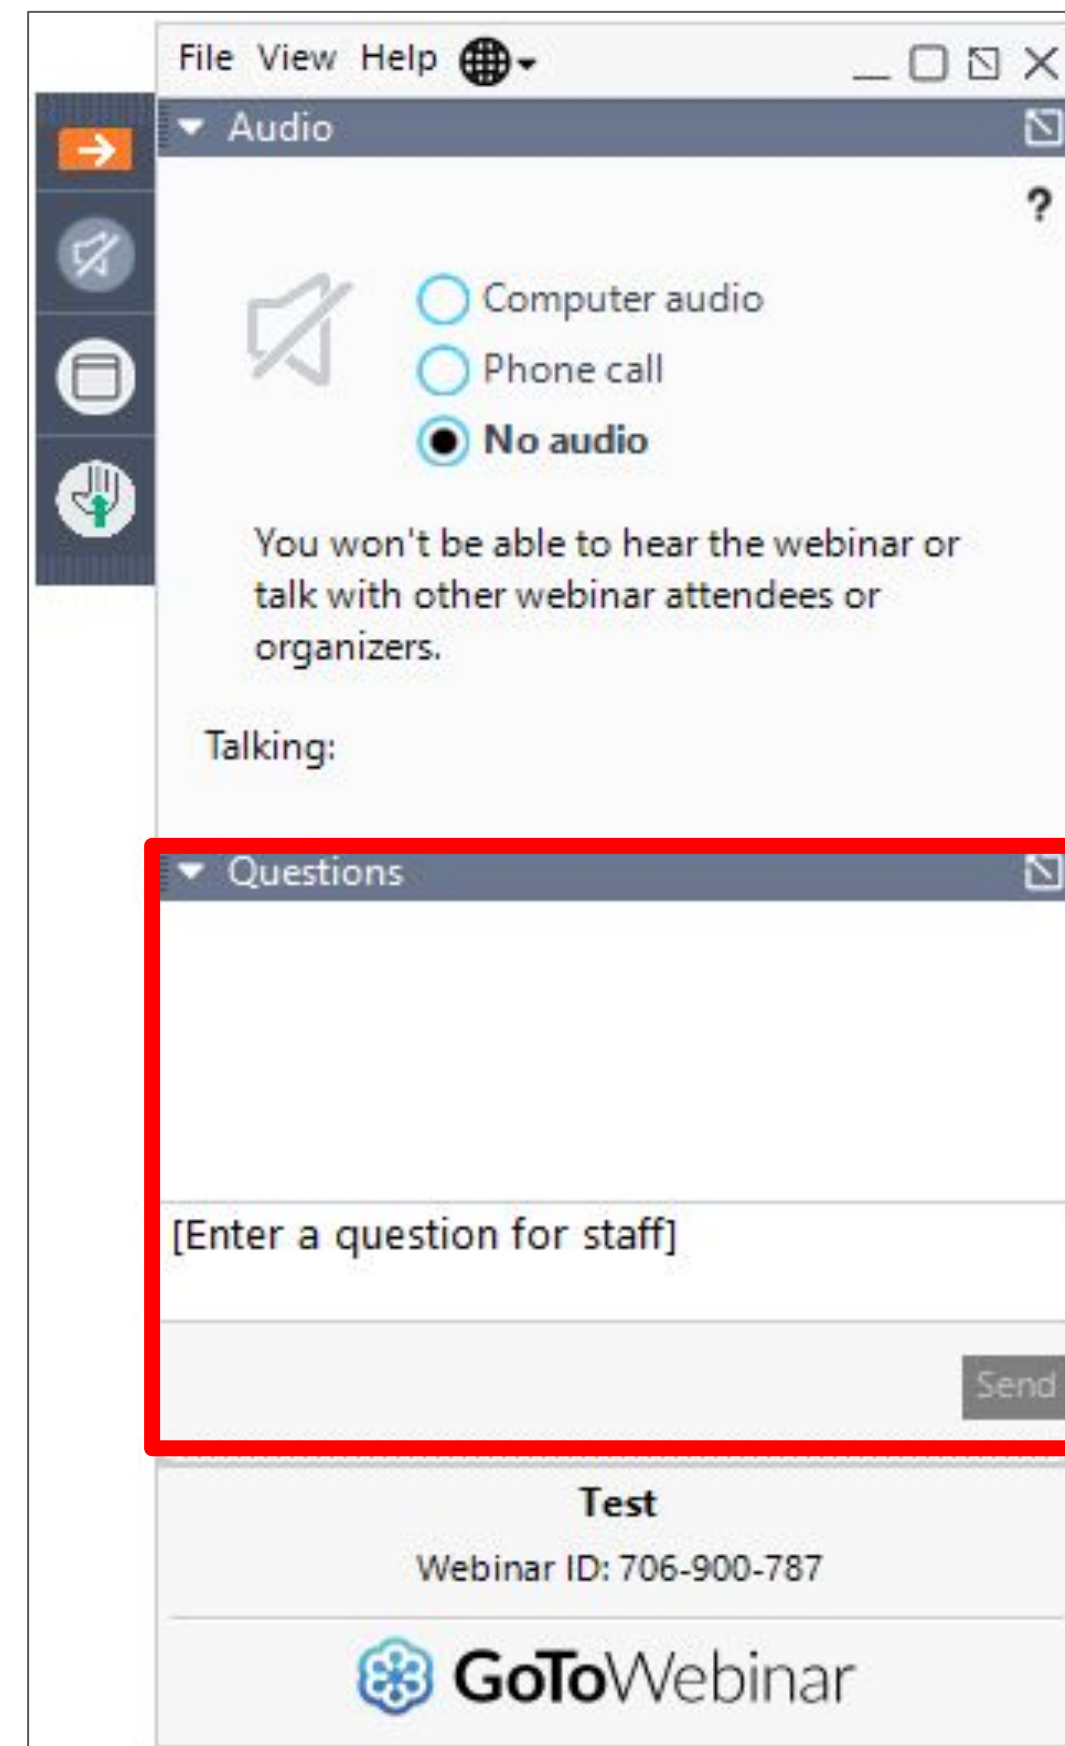 File View Help
Audio
?
Computer audio
Phone call
No audio
You won't be able to hear the webinar or
talk with other webinar attendees or
organizers.
Talking:
Questions
[Enter a question for staff]
Send
Test
Webinar ID: 706-900-787
GoToWebinar